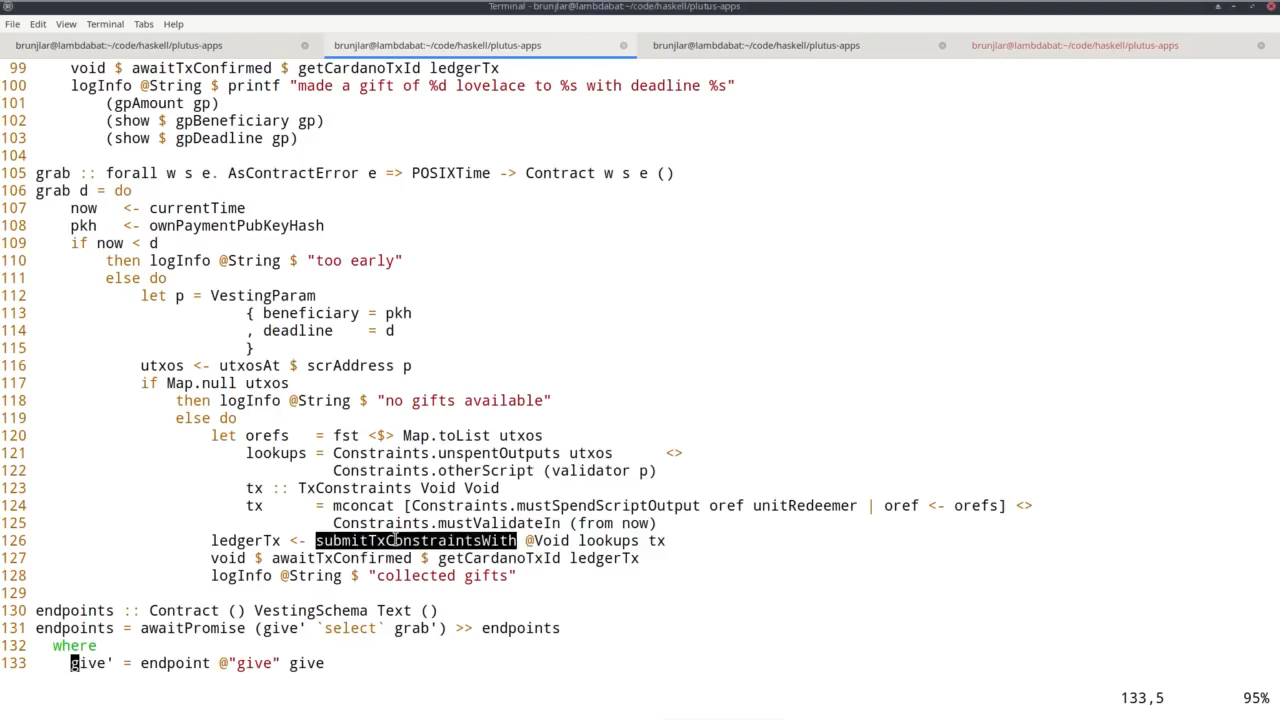 Terminal - brunjlar@lambdabat:~/code/haskell/plutus-apps
File Edit View Terminal Tabs Help
brunjlar@lambdabat:~/code/haskell/plutus-apps brunjlar@lambdabat:~/code/haskell/plutus-apps brunjlar@lambdabat:~/code/haskell/plutus-apps brunjlar@lambdabat:~/code/haskell/plutus-apps
99     void $ awaitTxConfirmed $ getCardanoTxId ledgerTx
100     logInfo @String $ printf "made a gift of %d lovelace to %s with deadline %s"
101         (gpAmount gp)
102         (show $ gpBeneficiary gp)
103         (show $ gpDeadline gp)
104
105 grab :: forall w s e. AsContractError e => POSIXTime -> Contract w s e ()
106 grab d = do
107     now   <- currentTime
108     pkh   <- ownPaymentPubKeyHash
109     if now < d
110         then logInfo @String $ "too early"
111         else do
112             let p = VestingParam
113                         { beneficiary = pkh
114                         , deadline    = d
115                         }
116             utxos <- utxosAt $ scrAddress p
117             if Map.null utxos
118                 then logInfo @String $ "no gifts available"
119                 else do
120                     let orefs   = fst <$> Map.toList utxos
121                         lookups = Constraints.unspentOutputs utxos      <>
122                                   Constraints.otherScript (validator p)
123                         tx :: TxConstraints Void Void
124                         tx      = mconcat [Constraints.mustSpendScriptOutput oref unitRedeemer | oref <- orefs] <>
125                                   Constraints.mustValidateIn (from now)
126                     ledgerTx <- submitTxConstraintsWith @Void lookups tx
127                     void $ awaitTxConfirmed $ getCardanoTxId ledgerTx
128                     logInfo @String $ "collected gifts"
129
130 endpoints :: Contract () VestingSchema Text ()
131 endpoints = awaitPromise (give' `select` grab') >> endpoints
132   where
133     give' = endpoint @"give" give
133,5 95%